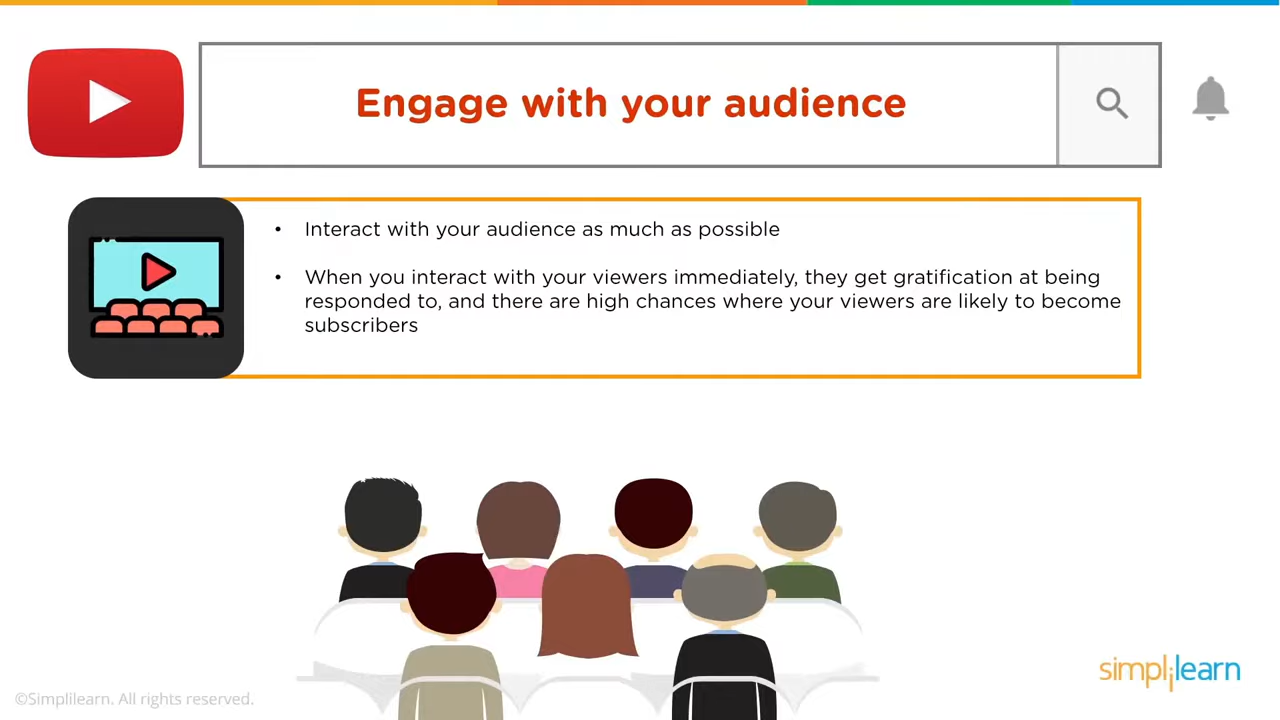 Engage with your audience
• Interact with your audience as much as possible
• When you interact with your viewers immediately, they get gratification at being
responded to, and there are high chances where your viewers are likely to become
subscribers
simplilearn
©Simplilearn. All rights reserved.